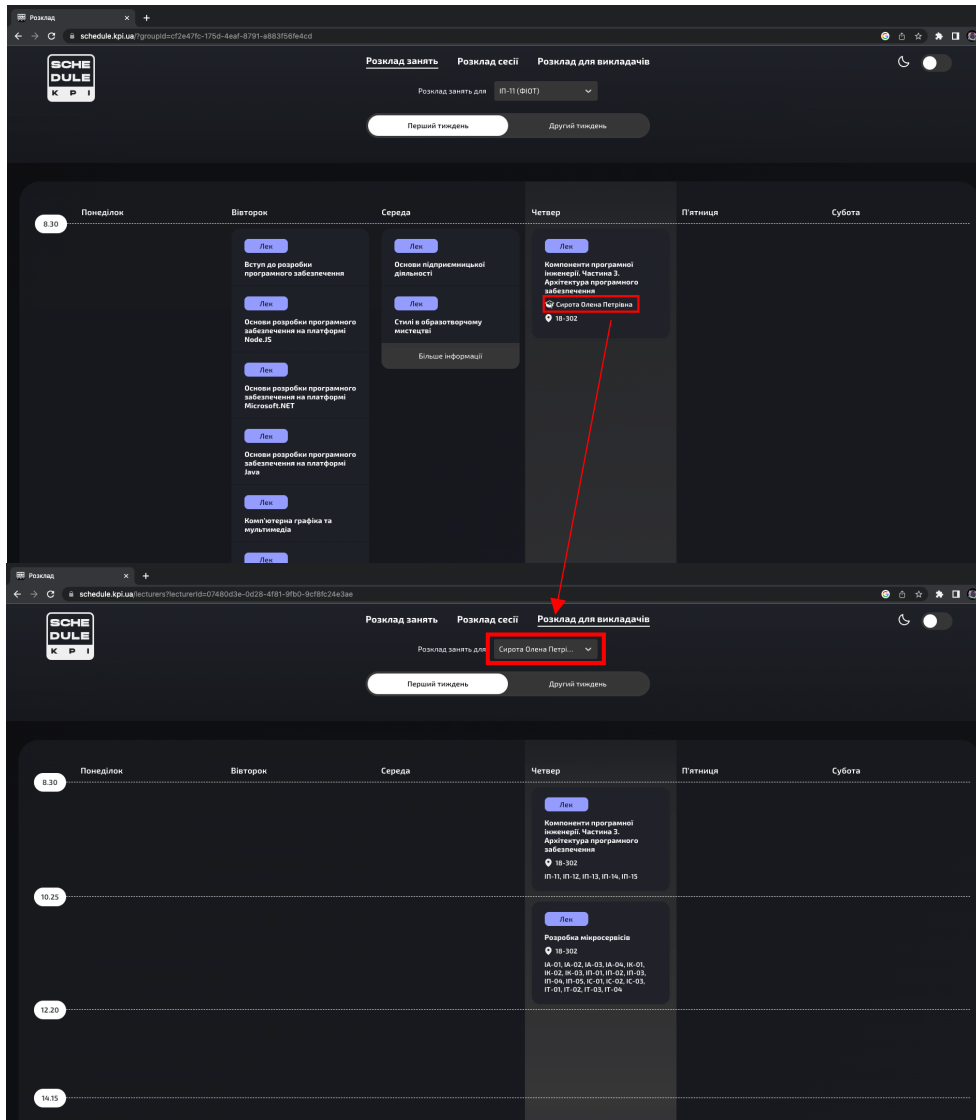 Розклад
schedule.kpi.ua/?groupId=cf2e47fc-175d-4eaf-8791-a883f56fe4cd
SCHE
DULE
K P I
Розклад занять Розклад сесії Розклад для викладачів
Розклад занять для ІП-11 (ФІОТ)
Перший тиждень Другий тиждень
Понеділок Вівторок Середа Четвер П'ятниця Субота
8.30
Лек
Вступ до розробки
програмного забезпечення
Лек
Основи розробки програмного
забезпечення на платформі
Node.JS
Лек
Основи розробки програмного
забезпечення на платформі
Microsoft.NET
Лек
Основи розробки програмного
забезпечення на платформі
Java
Лек
Комп'ютерна графіка та
мультимедіа
Лек
Лек
Основи підприємницької
діяльності
Лек
Стилі в образотворчому
мистецтві
Більше інформації
Лек
Компоненти програмної
інженерії. Частина 3.
Архітектура програмного
забезпечення
Сирота Олена Петрівна
18-302
Розклад
schedule.kpi.ua/lecturers?lecturerId=07480d3e-0d28-4f81-9fb0-9cf8fc24e3ae
SCHE
DULE
K P I
Розклад занять Розклад сесії Розклад для викладачів
Розклад занять для Сирота Олена Петрі...
Перший тиждень Другий тиждень
Понеділок Вівторок Середа Четвер П'ятниця Субота
8.30
Лек
Компоненти програмної
інженерії. Частина 3.
Архітектура програмного
забезпечення
18-302
ІП-11, ІП-12, ІП-13, ІП-14, ІП-15
10.25
Лек
Розробка мікросервісів
18-302
ІА-01, ІА-02, ІА-03, ІА-04, ІК-01,
ІК-02, ІК-03, ІП-01, ІП-02, ІП-03,
ІП-04, ІП-05, ІС-01, ІС-02, ІС-03,
ІТ-01, ІТ-02, ІТ-03, ІТ-04
12.20
14.15